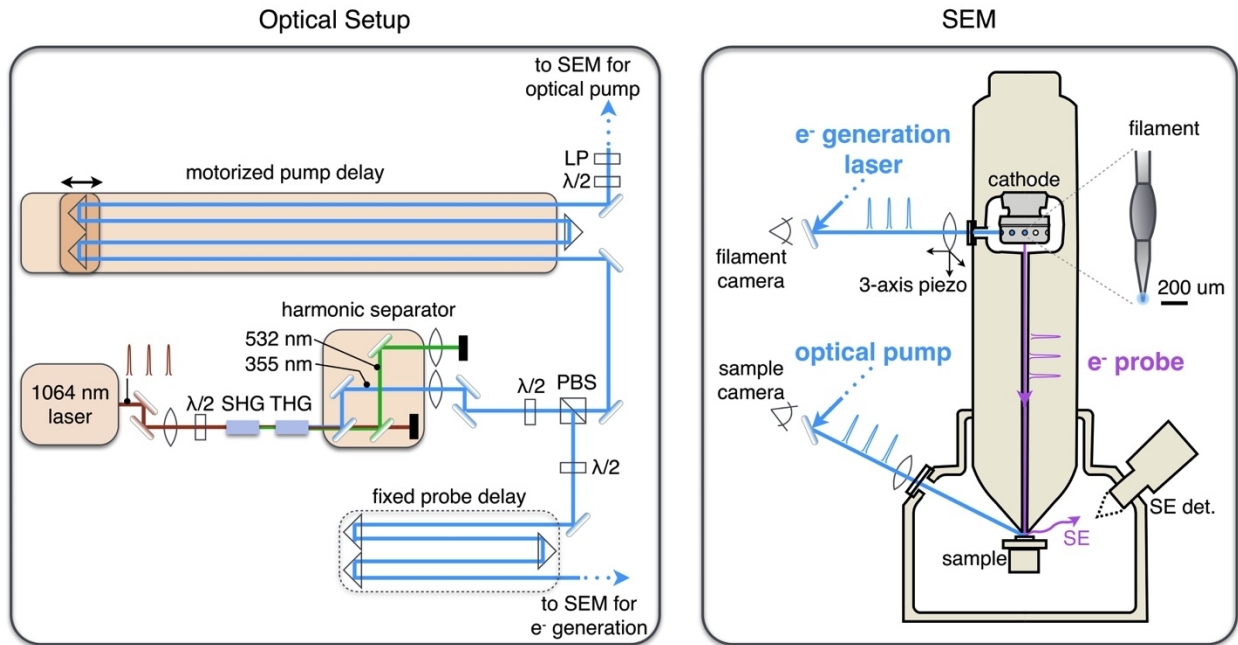 Optical Setup
to SEM for
optical pump
LP
λ/2
motorized pump delay
harmonic separator
532 nm
355 nm
1064 nm
laser
λ/2
SHG THG
λ/2
PBS
λ/2
fixed probe delay
to SEM for
e⁻ generation
SEM
e⁻ generation
laser
filament
cathode
filament
camera
3-axis piezo
200 um
optical pump
sample
camera
e⁻ probe
SE det.
SE
sample